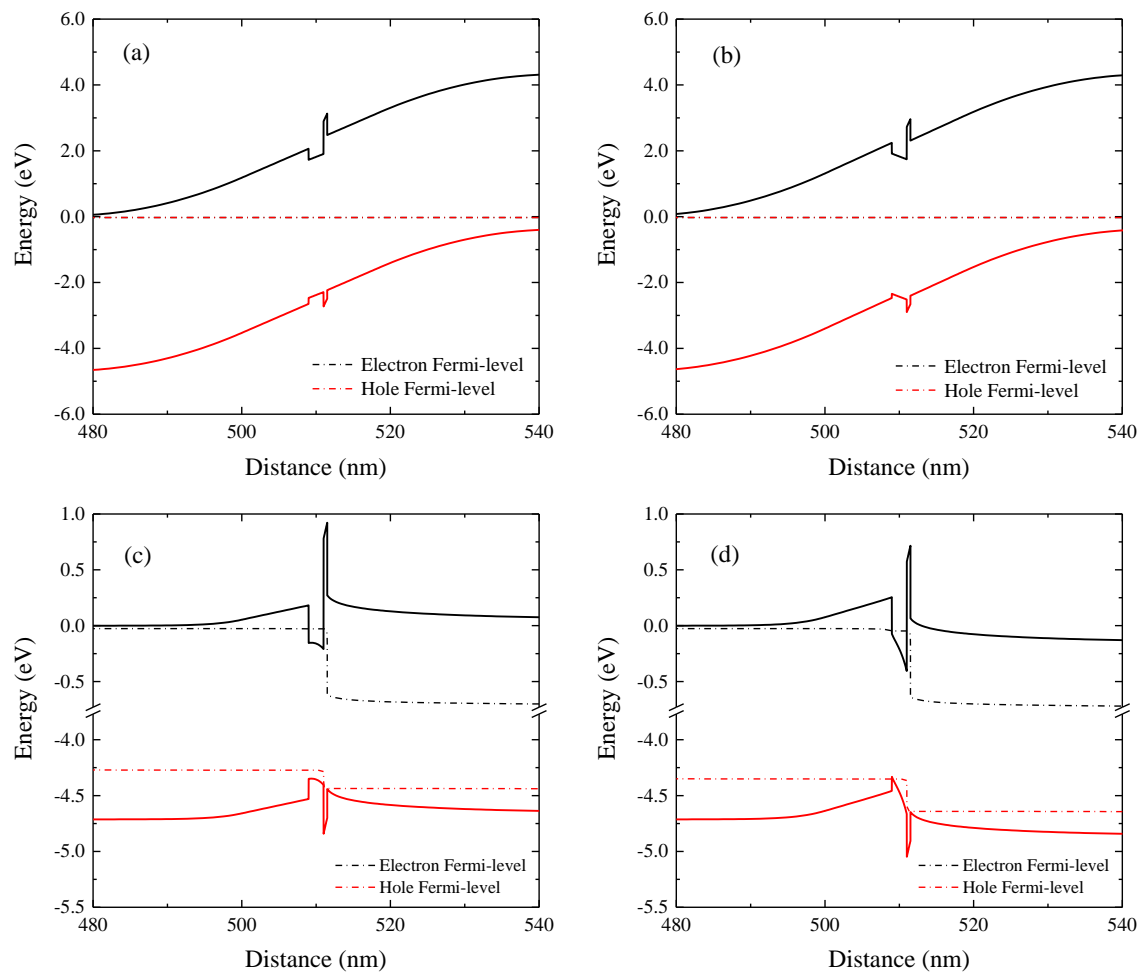 (a)
6.0
4.0
2.0
0.0
-2.0
-4.0
-6.0
Energy (eV)
Electron Fermi-level
Hole Fermi-level
480 500 520 540
Distance (nm)
(b)
6.0
4.0
2.0
0.0
-2.0
-4.0
-6.0
Energy (eV)
Electron Fermi-level
Hole Fermi-level
480 500 520 540
Distance (nm)
(c)
1.0
0.5
0.0
-0.5
-4.0
-4.5
-5.0
-5.5
Energy (eV)
Electron Fermi-level
Hole Fermi-level
480 500 520 540
Distance (nm)
(d)
1.0
0.5
0.0
-0.5
-4.0
-4.5
-5.0
-5.5
Energy (eV)
Electron Fermi-level
Hole Fermi-level
480 500 520 540
Distance (nm)